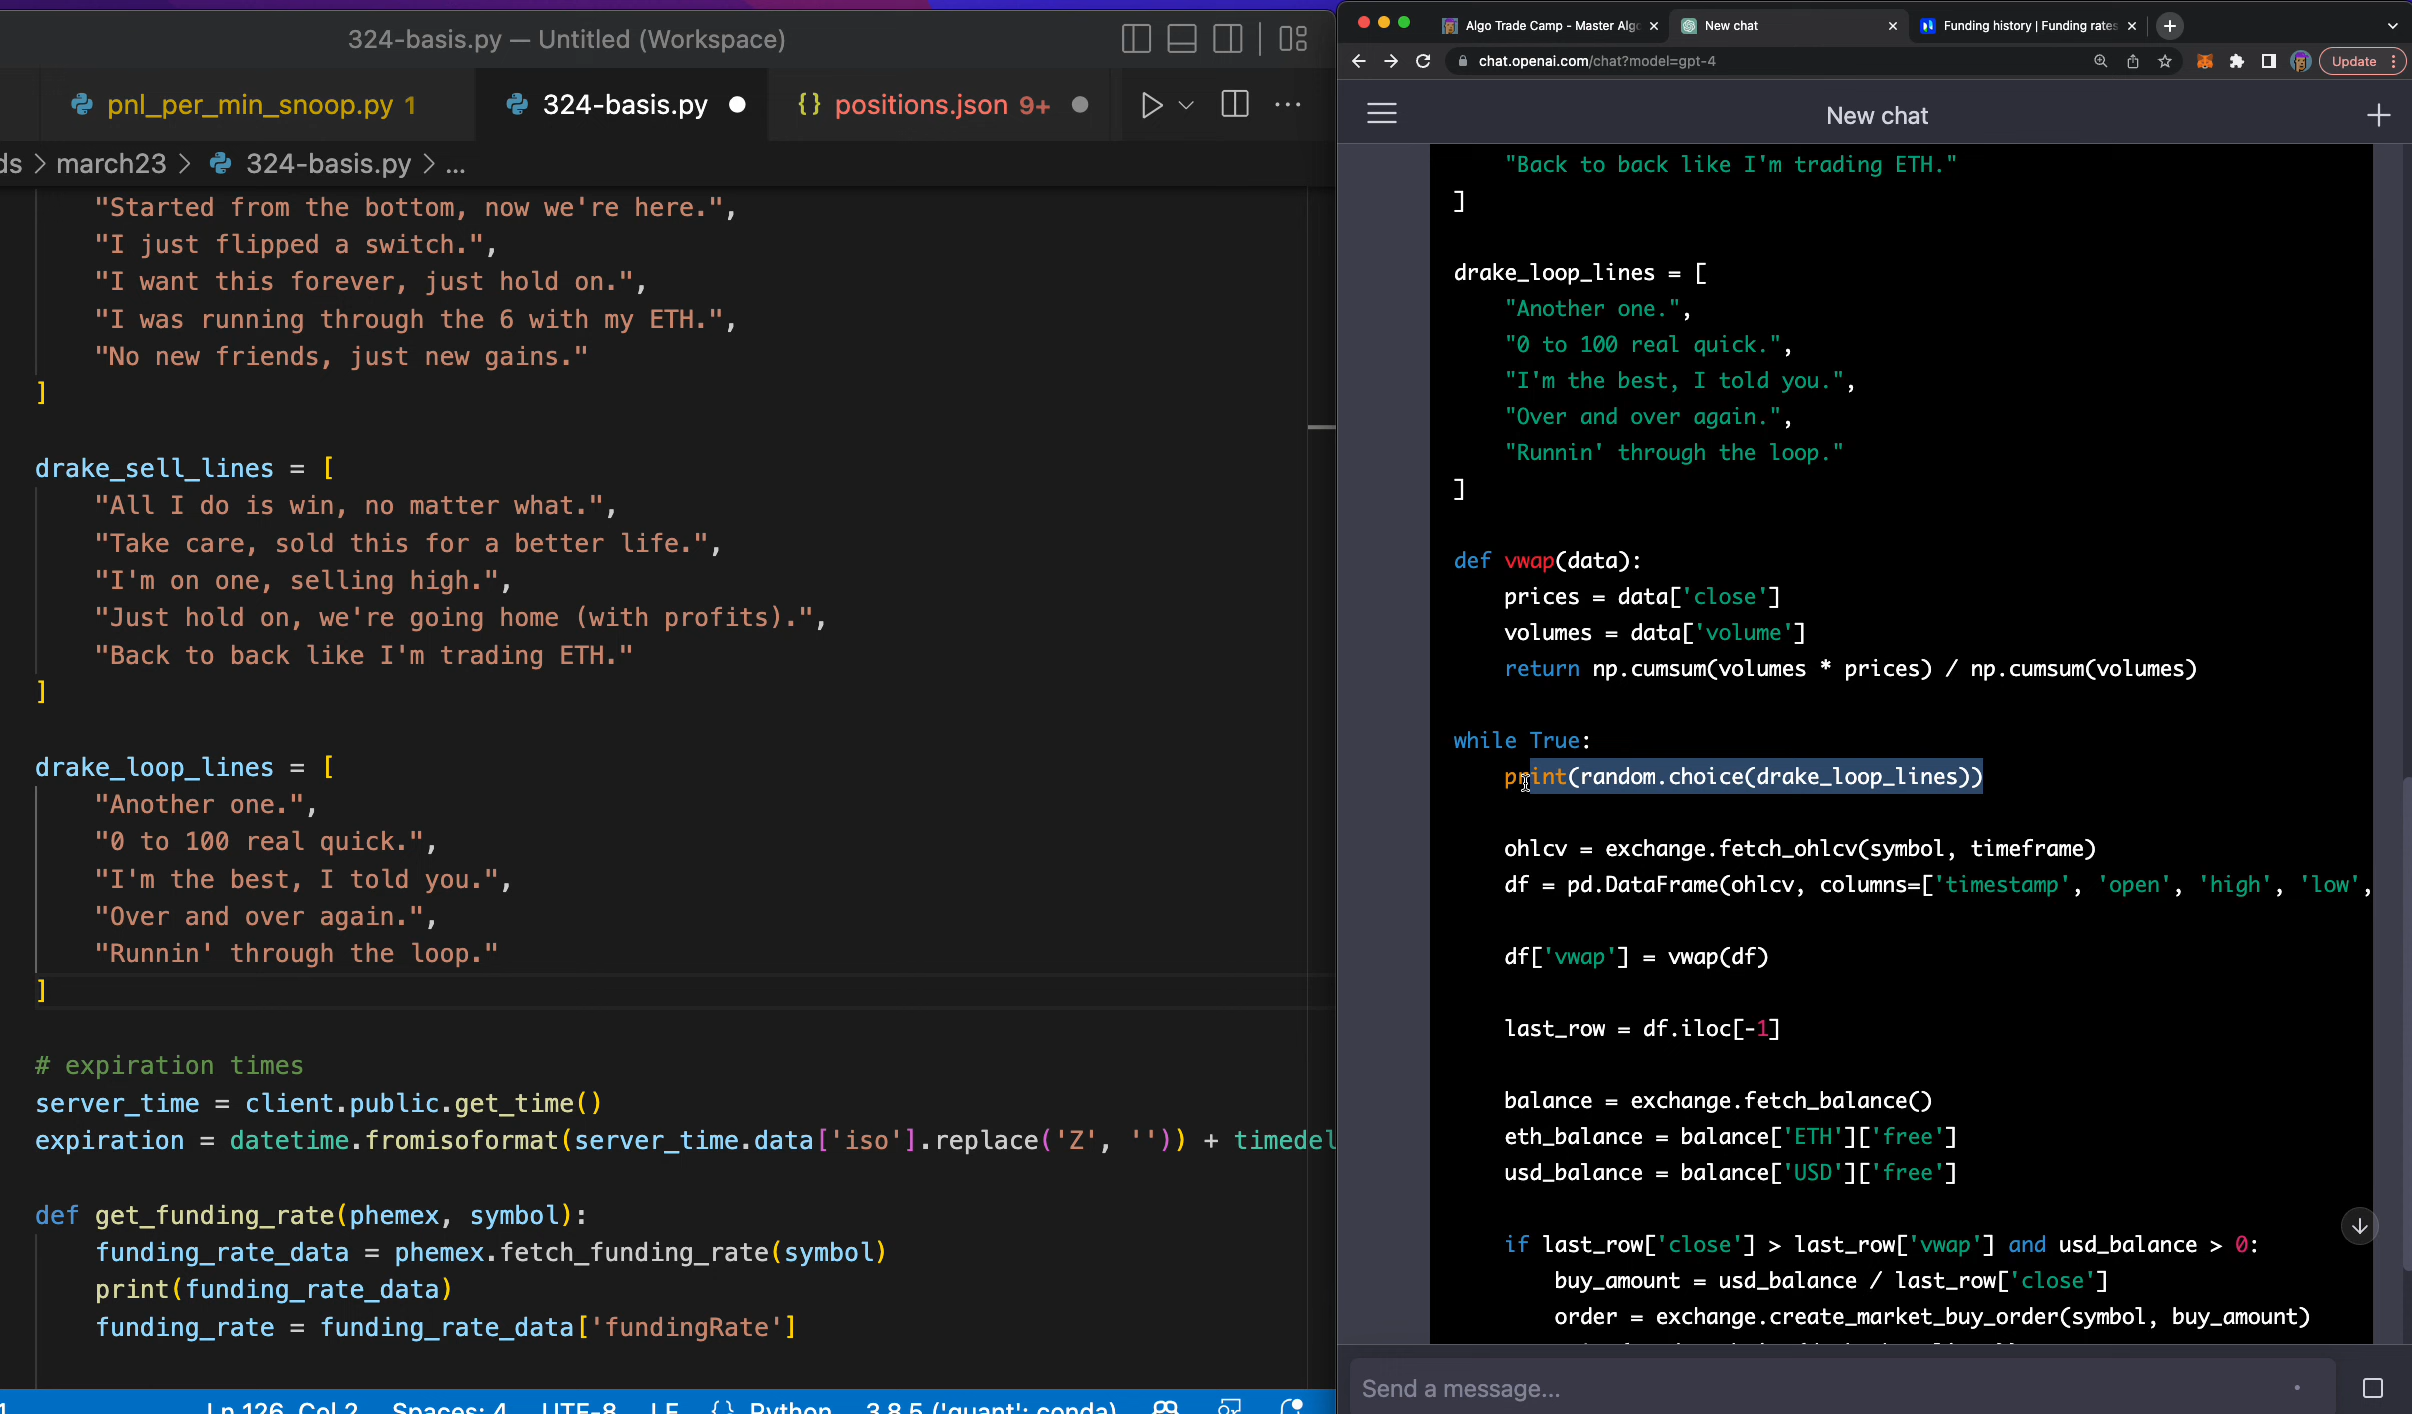 324-basis.py — Untitled (Workspace)
pnl_per_min_snoop.py 1
324-basis.py
{} positions.json 9+
ds > march23 > 324-basis.py > ...
"Started from the bottom, now we're here.",
"I just flipped a switch.",
"I want this forever, just hold on.",
"I was running through the 6 with my ETH.",
"No new friends, just new gains."
]
drake_sell_lines = [
"All I do is win, no matter what.",
"Take care, sold this for a better life.",
"I'm on one, selling high.",
"Just hold on, we're going home (with profits).",
"Back to back like I'm trading ETH."
]
drake_loop_lines = [
"Another one.",
"0 to 100 real quick.",
"I'm the best, I told you.",
"Over and over again.",
"Runnin' through the loop."
]
# expiration times
server_time = client.public.get_time()
expiration = datetime.fromisoformat(server_time.data['iso'].replace('Z', '')) + timedel
def get_funding_rate(phemex, symbol):
funding_rate_data = phemex.fetch_funding_rate(symbol)
print(funding_rate_data)
funding_rate = funding_rate_data['fundingRate']
Ln 126, Col 2 Spaces: 4 UTF-8 LF {} Python 3.8.5 ('quant': conda)
Algo Trade Camp - Master Algo
New chat
Funding history | Funding rates
chat.openai.com/chat?model=gpt-4
Update
New chat
"Back to back like I'm trading ETH."
]
drake_loop_lines = [
"Another one.",
"0 to 100 real quick.",
"I'm the best, I told you.",
"Over and over again.",
"Runnin' through the loop."
]
def vwap(data):
prices = data['close']
volumes = data['volume']
return np.cumsum(volumes * prices) / np.cumsum(volumes)
while True:
print(random.choice(drake_loop_lines))
ohlcv = exchange.fetch_ohlcv(symbol, timeframe)
df = pd.DataFrame(ohlcv, columns=['timestamp', 'open', 'high', 'low',
df['vwap'] = vwap(df)
last_row = df.iloc[-1]
balance = exchange.fetch_balance()
eth_balance = balance['ETH']['free']
usd_balance = balance['USD']['free']
if last_row['close'] > last_row['vwap'] and usd_balance > 0:
buy_amount = usd_balance / last_row['close']
order = exchange.create_market_buy_order(symbol, buy_amount)
Send a message...